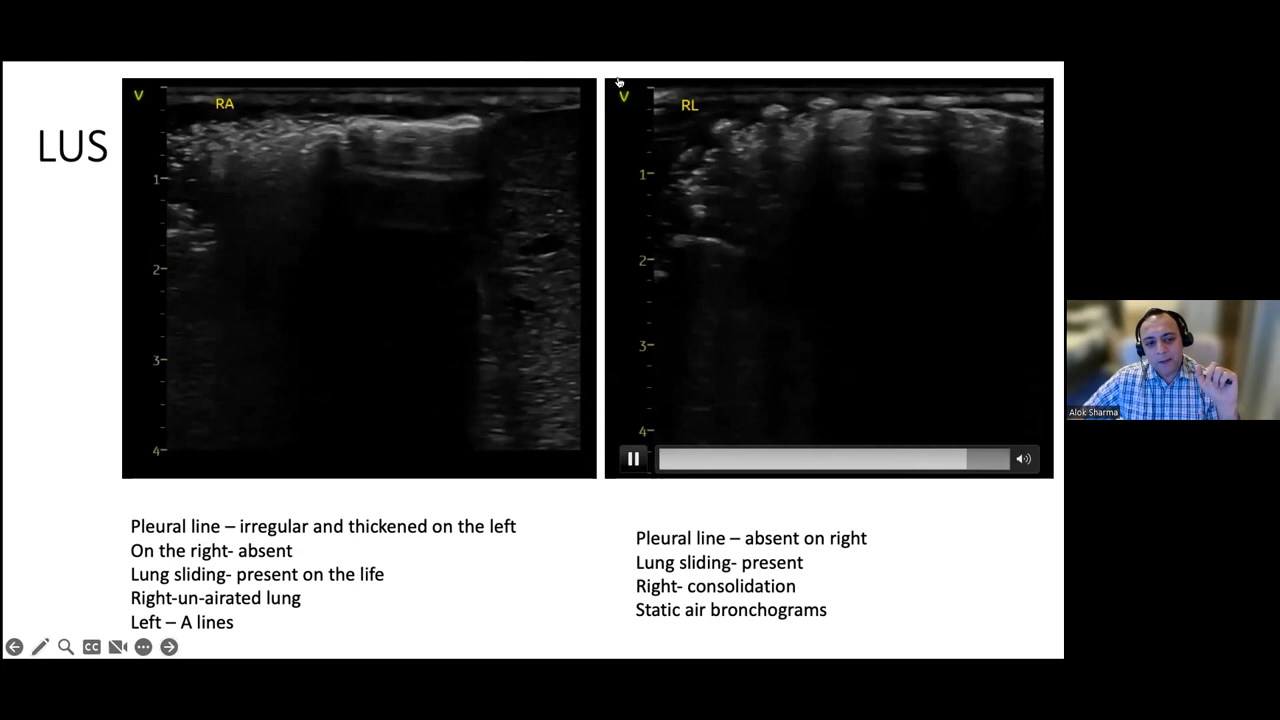 LUS
V
RA
1
2
3
4
V
RL
1
2
3
4
Pleural line – irregular and thickened on the left
On the right- absent
Lung sliding- present on the life
Right-un-airated lung
Left – A lines
Pleural line – absent on right
Lung sliding- present
Right- consolidation
Static air bronchograms
CC
Alok Sharma